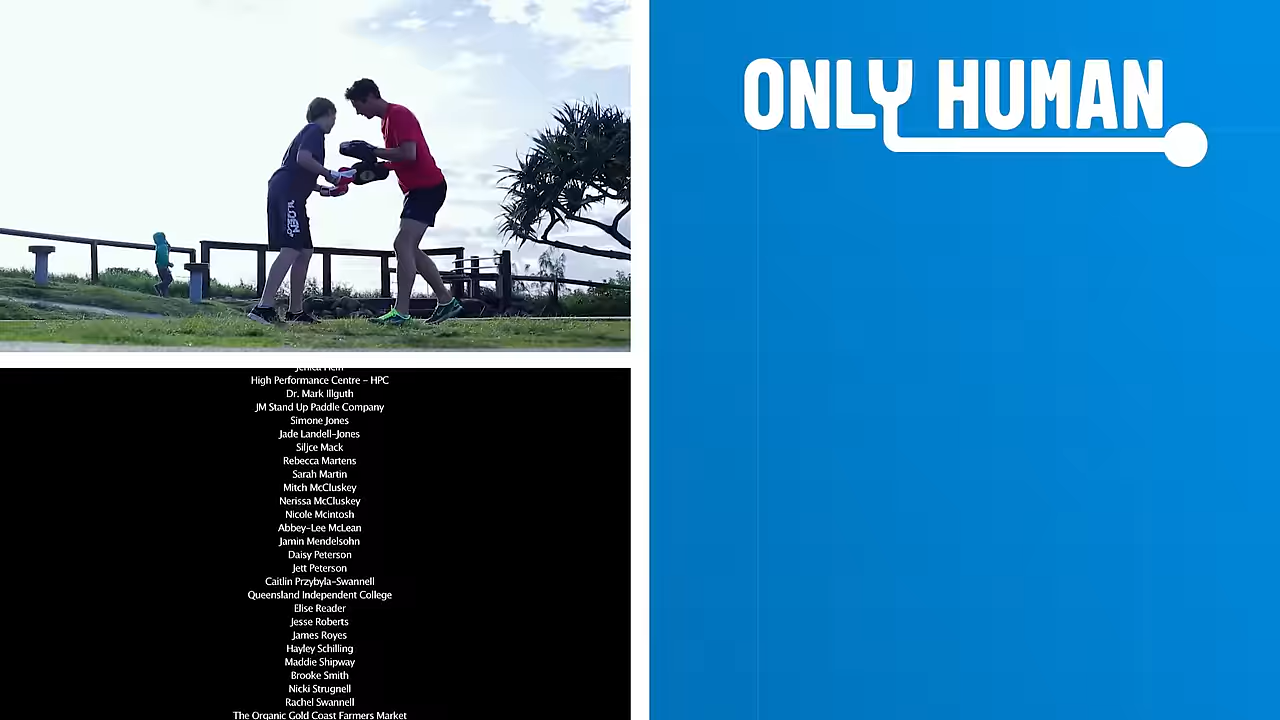 ONLY HUMAN
High Performance Centre – HPC
Dr. Mark Illguth
JM Stand Up Paddle Company
Simone Jones
Jade Landell-Jones
Siljce Mack
Rebecca Martens
Sarah Martin
Mitch McCluskey
Nerissa McCluskey
Nicole Mcintosh
Abbey-Lee McLean
Jamin Mendelsohn
Daisy Peterson
Jett Peterson
Caitlin Przybyla-Swannell
Queensland Independent College
Elise Reader
Jesse Roberts
James Royes
Hayley Schilling
Maddie Shipway
Brooke Smith
Nicki Strugnell
Rachel Swannell
The Organic Gold Coast Farmers Market